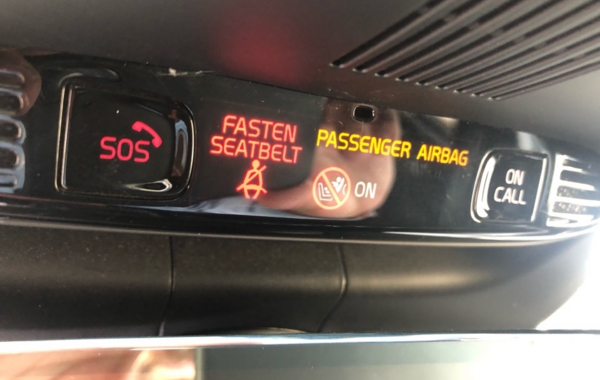 SOS
FASTEN
SEATBELT
PASSENGER AIRBAG
ON
ON
CALL